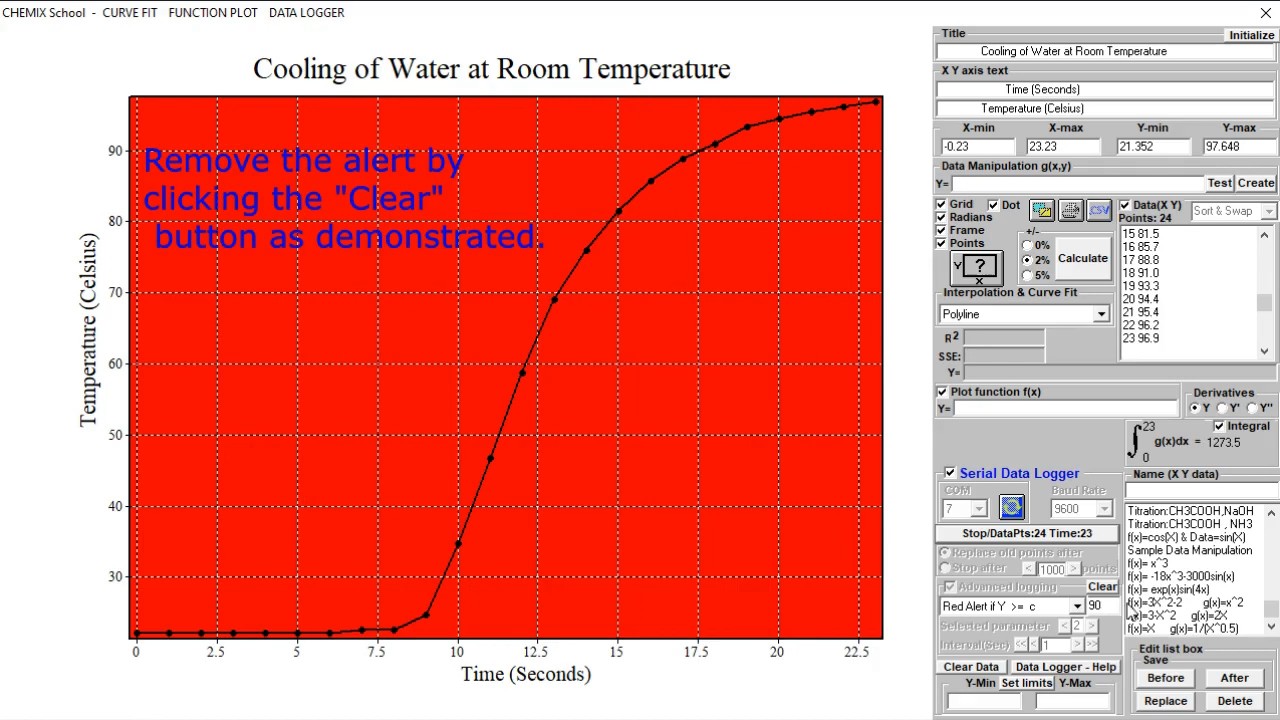 CHEMIX School - CURVE FIT FUNCTION PLOT DATA LOGGER
Cooling of Water at Room Temperature
Remove the alert by
clicking the "Clear"
button as demonstrated.
Temperature (Celsius)
90
80
70
60
50
40
30
0 2.5 5 7.5 10 12.5 15 17.5 20 22.5
Time (Seconds)
Title
Initialize
Cooling of Water at Room Temperature
X Y axis text
Time (Seconds)
Temperature (Celsius)
X-min X-max Y-min Y-max
-0.23 23.23 21.352 97.648
Data Manipulation g(x,y)
Y= Test Create
Grid Dot
Radians
Frame
Points
CSV
Data(X Y)
Points: 24
Sort & Swap
+/-
0%
2%
5%
Calculate
Y ? X
15 81.5
16 85.7
17 88.8
18 91.0
19 93.3
20 94.4
21 95.4
22 96.2
23 96.9
Interpolation & Curve Fit
Polyline
R2
SSE:
Y=
Plot function f(x)
Y=
Derivatives
Y Y' Y''
Integral
23
∫ g(x)dx = 1273.5
0
Serial Data Logger
COM Baud Rate
7 9600
Stop/DataPts:24 Time:23
Replace old points after
Stop after < 1000 > points
Advanced logging Clear
Red Alert if Y >= c 90
Selected parameter < 2 >
Interval(Sec) << < 1 > >>
Clear Data Data Logger - Help
Y-Min Set limits Y-Max
Name (X Y data)
Titration:CH3COOH,NaOH
Titration:CH3COOH , NH3
f(x)=cos(X) & Data=sin(X)
Sample Data Manipulation
f(x)= x^3
f(x)= -18x^3-3000sin(x)
f(x)= exp(x)sin(4x)
f(x)=3X^2-2 g(x)=x^2
(x)=3·X^2 g(x)=2X
f(x)=X g(x)=1/(X^0.5)
Edit list box
Save
Before After
Replace Delete